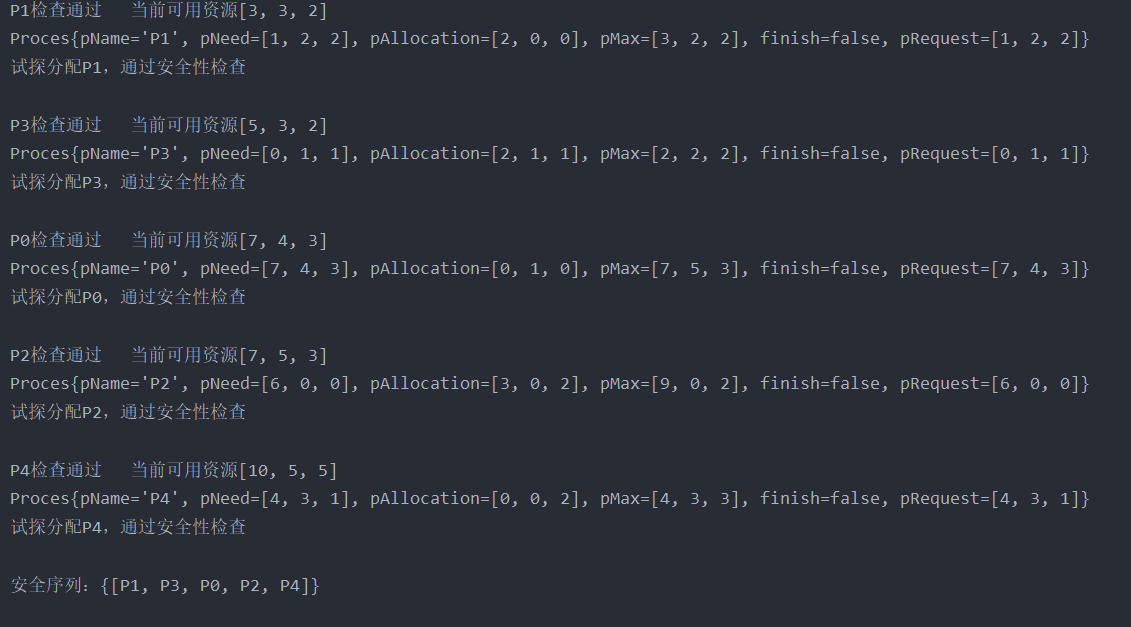 P1检查通过   当前可用资源[3, 3, 2]
Proces{pName='P1', pNeed=[1, 2, 2], pAllocation=[2, 0, 0], pMax=[3, 2, 2], finish=false, pRequest=[1, 2, 2]}
试探分配P1，通过安全性检查
P3检查通过   当前可用资源[5, 3, 2]
Proces{pName='P3', pNeed=[0, 1, 1], pAllocation=[2, 1, 1], pMax=[2, 2, 2], finish=false, pRequest=[0, 1, 1]}
试探分配P3，通过安全性检查
P0检查通过   当前可用资源[7, 4, 3]
Proces{pName='P0', pNeed=[7, 4, 3], pAllocation=[0, 1, 0], pMax=[7, 5, 3], finish=false, pRequest=[7, 4, 3]}
试探分配P0，通过安全性检查
P2检查通过   当前可用资源[7, 5, 3]
Proces{pName='P2', pNeed=[6, 0, 0], pAllocation=[3, 0, 2], pMax=[9, 0, 2], finish=false, pRequest=[6, 0, 0]}
试探分配P2，通过安全性检查
P4检查通过   当前可用资源[10, 5, 5]
Proces{pName='P4', pNeed=[4, 3, 1], pAllocation=[0, 0, 2], pMax=[4, 3, 3], finish=false, pRequest=[4, 3, 1]}
试探分配P4，通过安全性检查
安全序列：{[P1, P3, P0, P2, P4]}